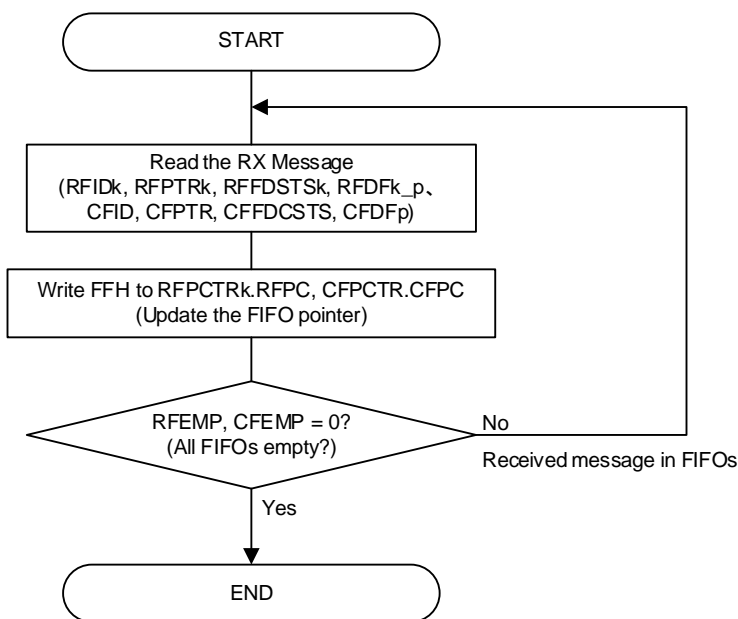 START
Read the RX Message
(RFIDk, RFPTRk, RFFDSTSk, RFDFk_p、
CFID, CFPTR, CFFDCSTS, CFDFp)
Write FFH to RFPCTRk.RFPC, CFPCTR.CFPC
(Update the FIFO pointer)
RFEMP, CFEMP = 0?
(All FIFOs empty?)
No
Received message in FIFOs
Yes
END